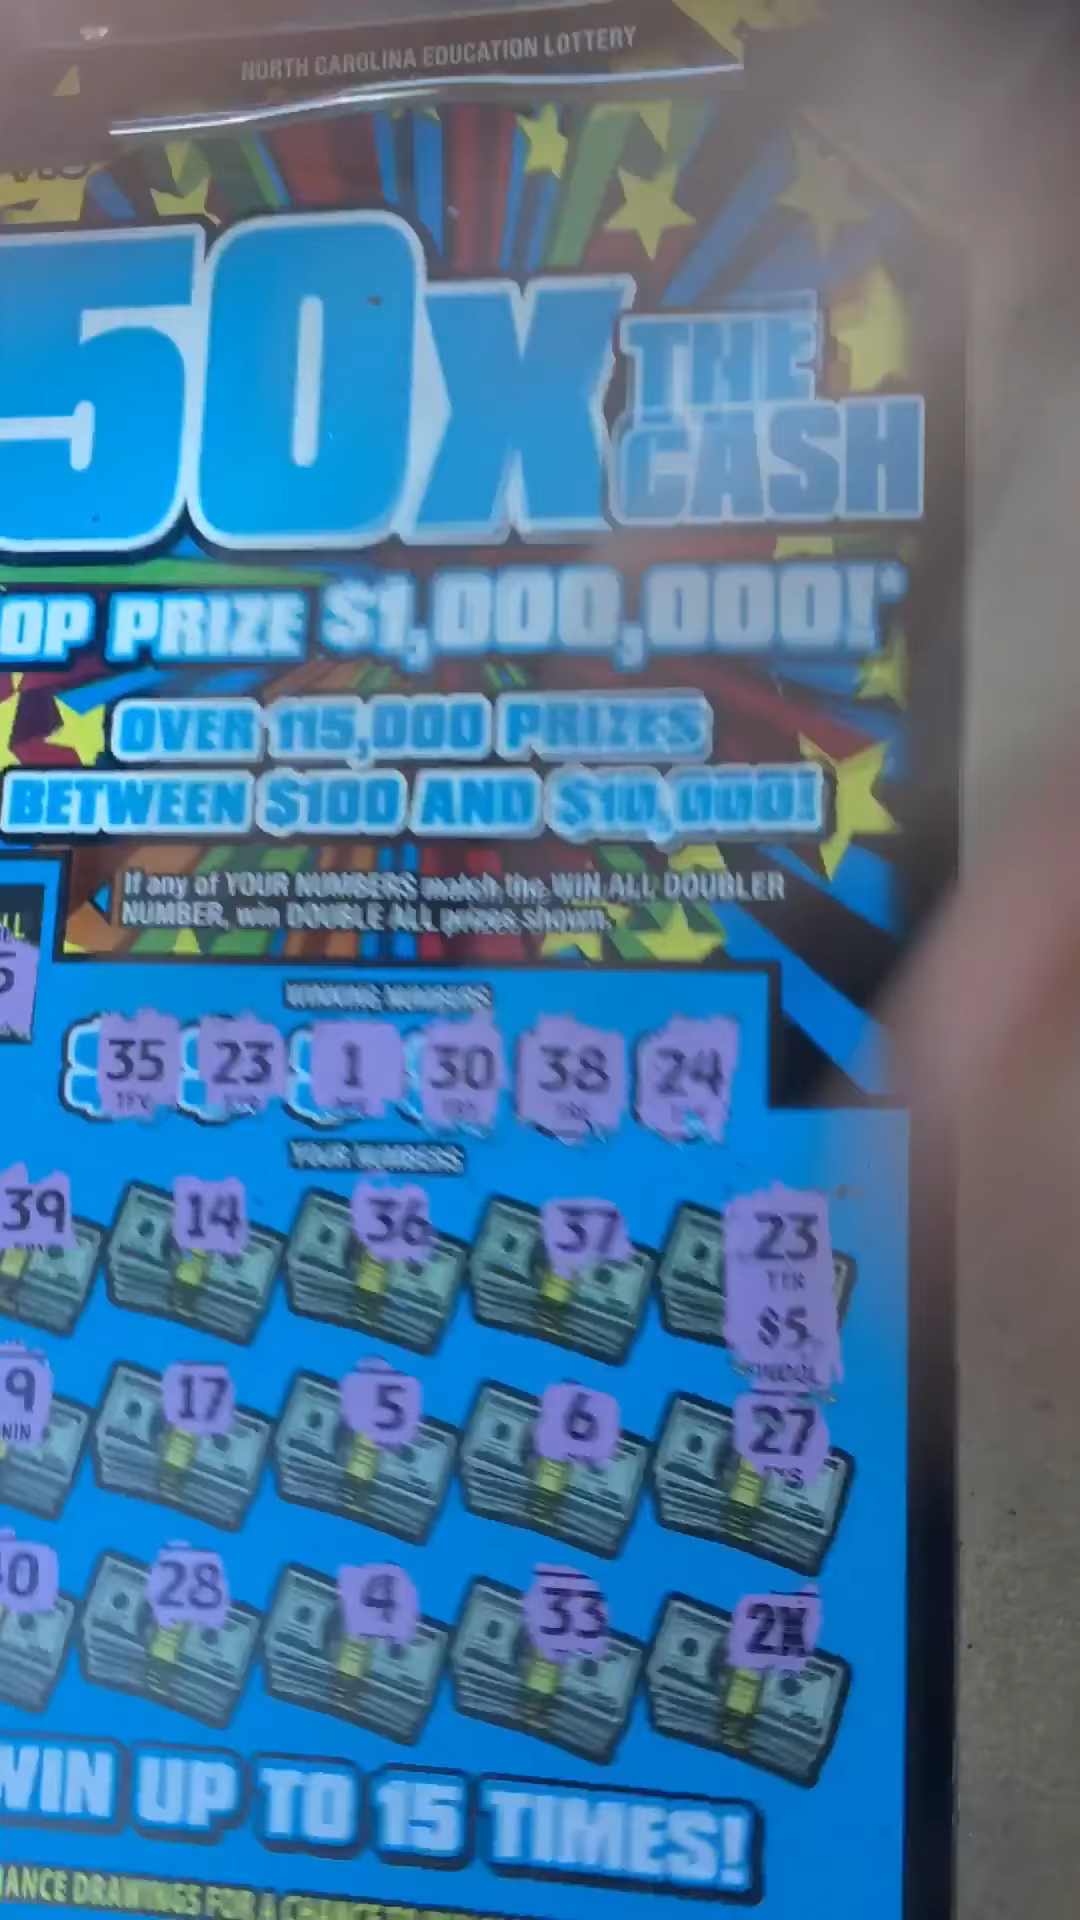 NORTH CAROLINA EDUCATION LOTTERY
50X THE CASH
OP PRIZE $1,000,000!*
OVER 115,000 PRIZES
BETWEEN $100 AND $10,000!
If any of YOUR NUMBERS match the WIN ALL DOUBLER
NUMBER, win DOUBLE ALL prizes shown.
WINNING NUMBERS
35 23 1 30 38 24
YOUR NUMBERS
39 14 36 37 23
$5
9 17 5 6 27
NIN
40 28 4 33 2X
WIN UP TO 15 TIMES!